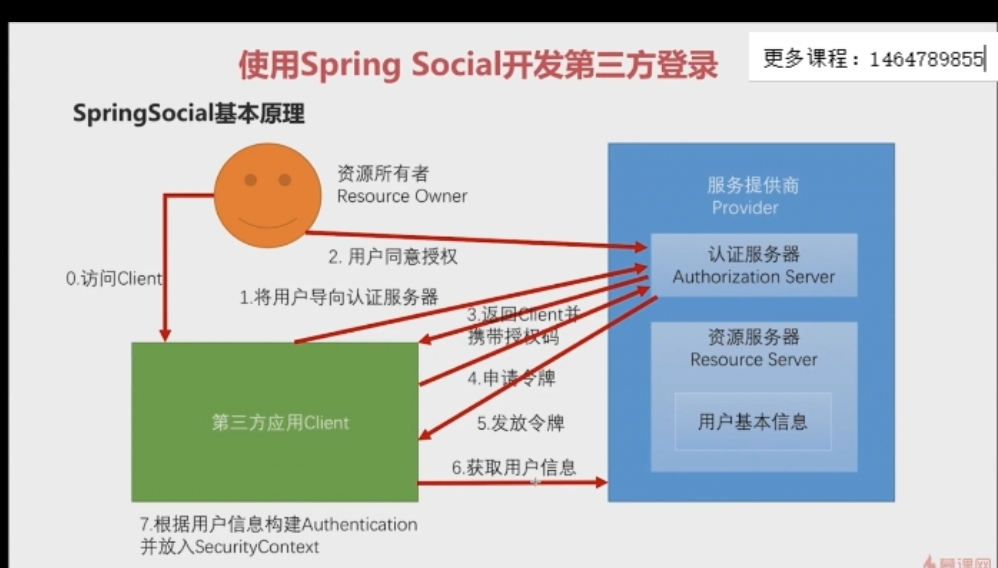 使用Spring Social开发第三方登录
更多课程：1464789855
SpringSocial基本原理
资源所有者
Resource Owner
服务提供商
Provider
认证服务器
Authorization Server
2. 用户同意授权
0.访问Client
1.将用户导向认证服务器
3.返回Client并
携带授权码
资源服务器
Resource Server
4.申请令牌
第三方应用Client
5.发放令牌
用户基本信息
6.获取用户信息
7.根据用户信息构建Authentication
并放入SecurityContext
慕课网